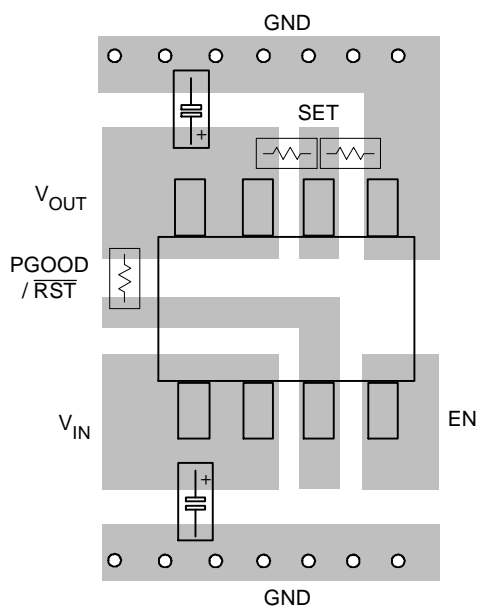 GND
+
SET
VOUT
PGOOD
/ RST
VIN
EN
+
GND